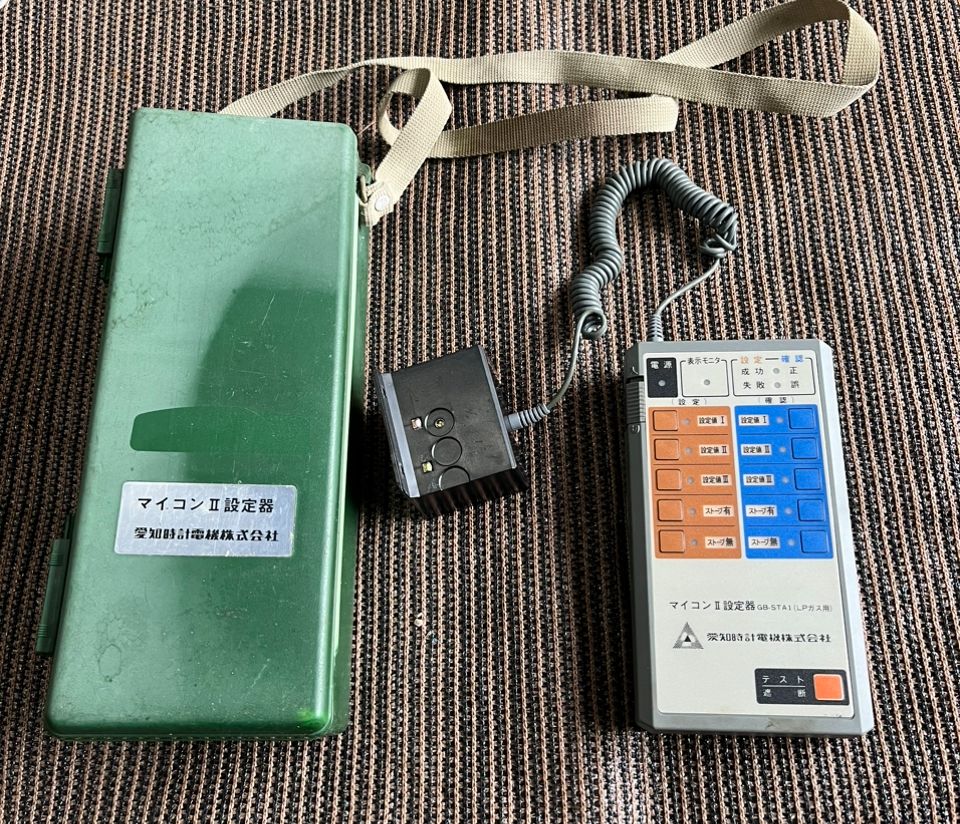 マイコンⅡ設定器
愛知時計電機株式会社
電源
表示モニタ
設定 ー 確認
成功 正
失敗 誤
(設定) (確認)
設定値Ⅰ 設定値Ⅰ
設定値Ⅱ 設定値Ⅱ
設定値Ⅲ 設定値Ⅲ
ストーブ有 ストーブ有
ストーブ無 ストーブ無
マイコンⅡ設定器 GB-STA1(LPガス用)
愛知時計電機株式会社
テスト
遮断